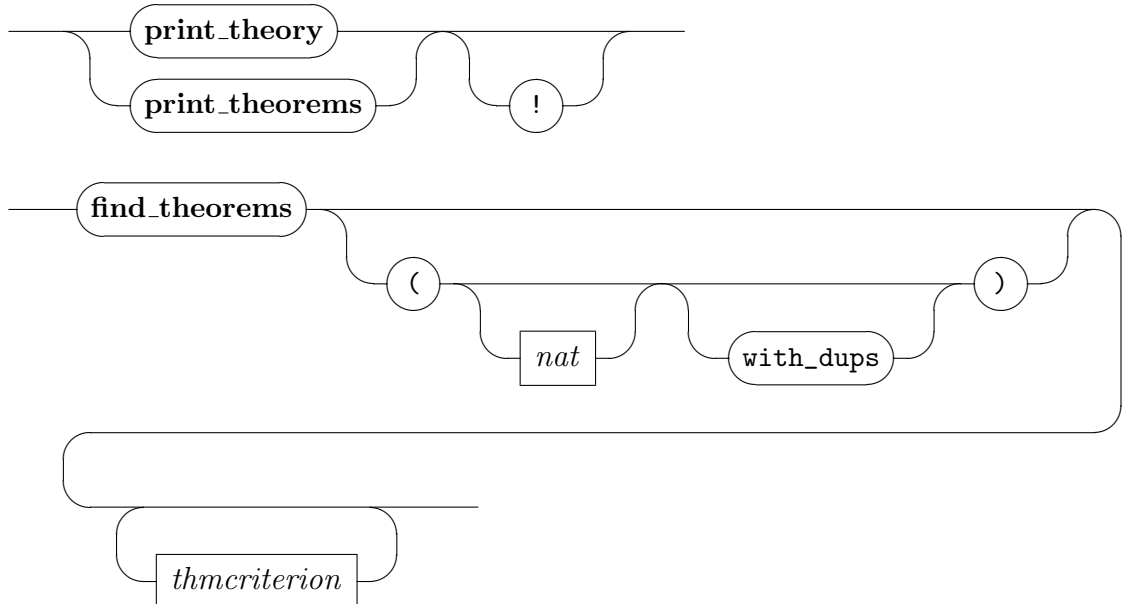 print_theory
print_theorems !
find_theorems
( )
nat with_dups
thmcriterion